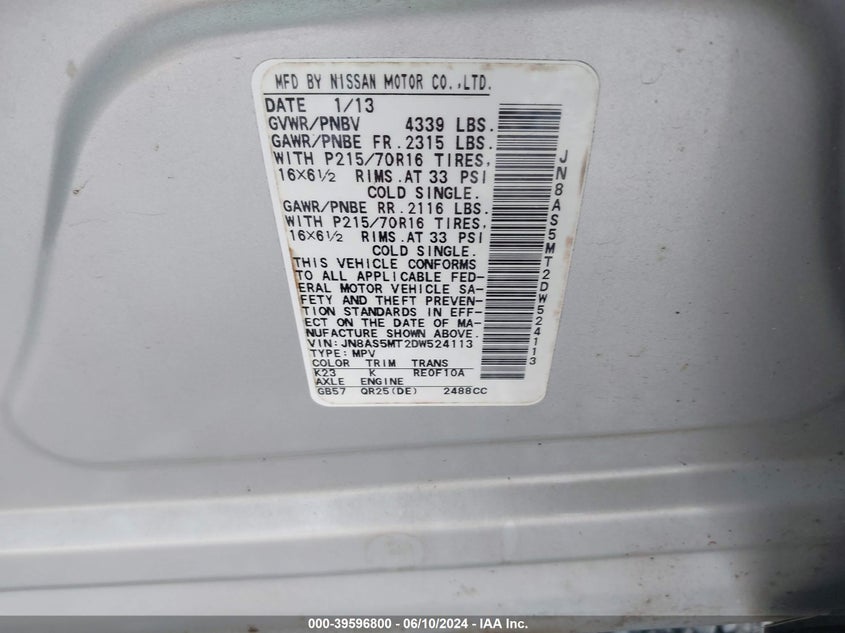 MFD BY NISSAN MOTOR CO.,LTD.
DATE 1/13
GVWR/PNBV 4339 LBS.
GAWR/PNBE FR.2315 LBS.
WITH P215/70R16 TIRES,
16×6½ RIMS.AT 33 PSI
COLD SINGLE.
GAWR/PNBE RR.2116 LBS.
WITH P215/70R16 TIRES,
16×6½ RIMS.AT 33 PSI
COLD SINGLE.
THIS VEHICLE CONFORMS
TO ALL APPLICABLE FED-
ERAL MOTOR VEHICLE SA-
FETY AND THEFT PREVEN-
TION STANDARDS IN EFF-
ECT ON THE DATE OF MA-
NUFACTURE SHOWN ABOVE.
VIN: JN8AS5MT2DW524113
TYPE: MPV
COLOR TRIM TRANS
K23 K RE0F10A
AXLE ENGINE
GB57 QR25(DE) 2488CC
JN8AS5MT2DW524113
000-39596800 - 06/10/2024 - IAA Inc.